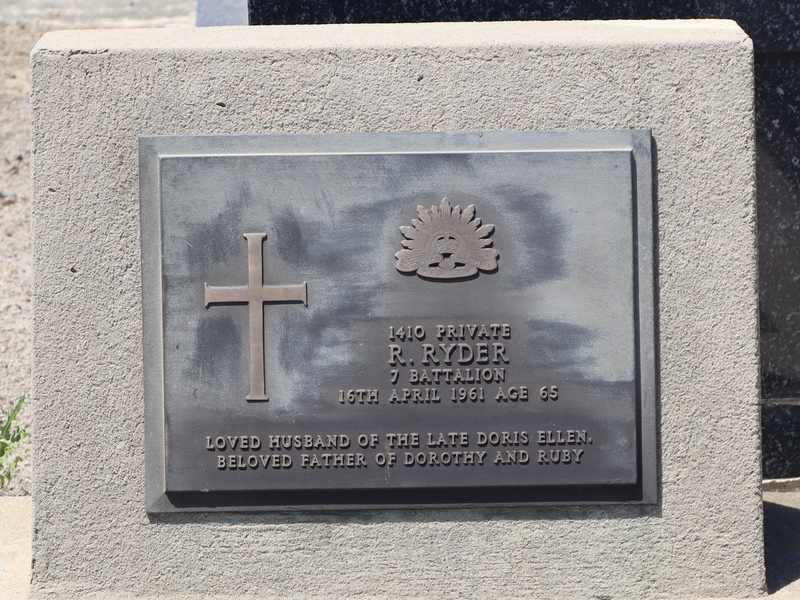 1410 PRIVATE
R. RYDER
7 BATTALION
16TH APRIL 1961 AGE 65
LOVED HUSBAND OF THE LATE DORIS ELLEN.
BELOVED FATHER OF DOROTHY AND RUBY